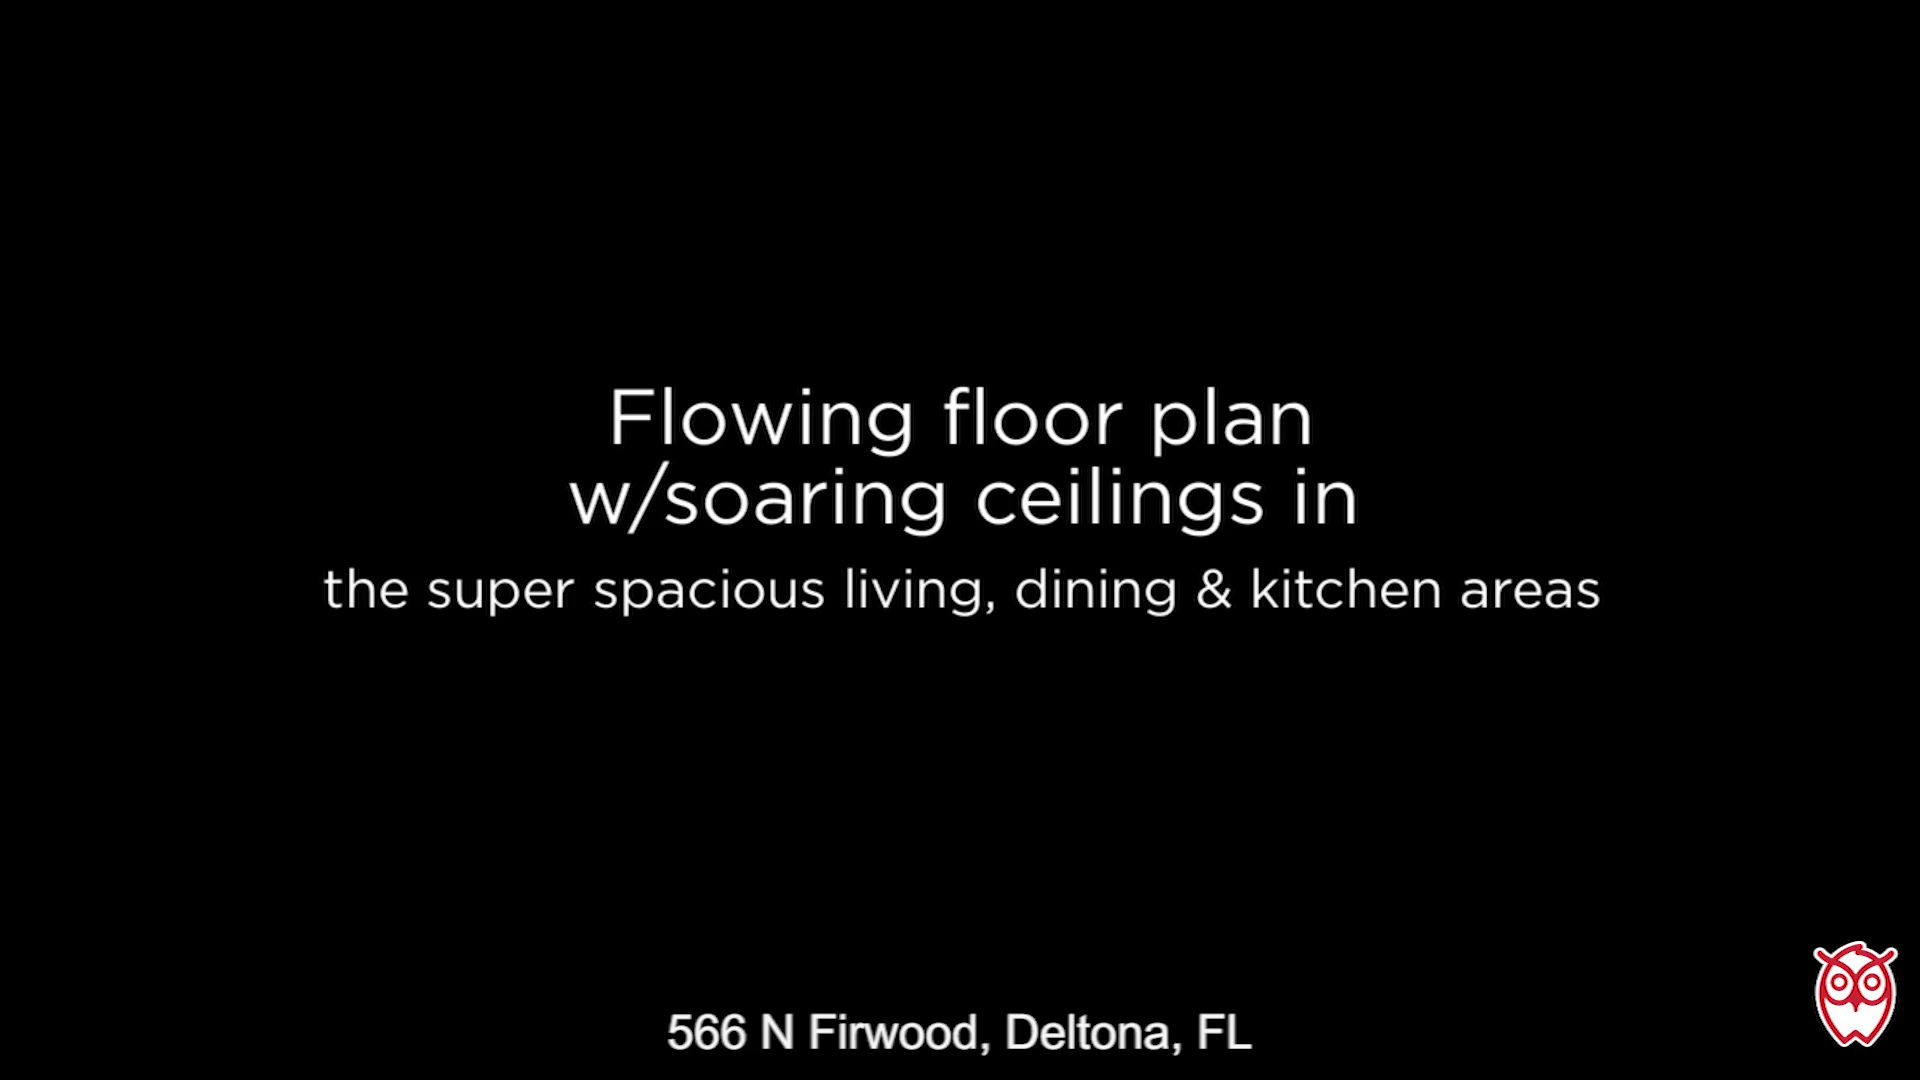 Flowing floor plan
w/soaring ceilings in
the super spacious living, dining & kitchen areas
566 N Firwood, Deltona, FL